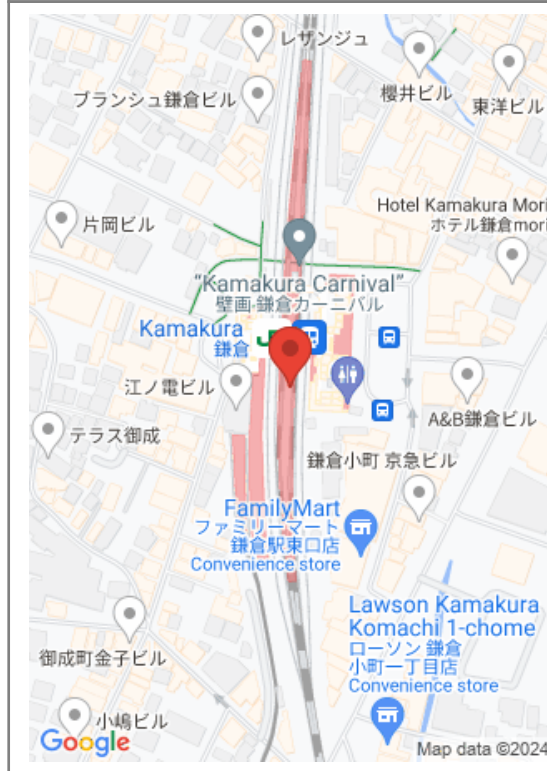 レザンジュ
ブランシュ鎌倉ビル
櫻井ビル
東洋ビル
Hotel Kamakura Mori
ホテル鎌倉mori
片岡ビル
“Kamakura Carnival”
壁画 鎌倉カーニバル
Kamakura
鎌倉
江ノ電ビル
A&B鎌倉ビル
テラス御成
鎌倉小町 京急ビル
FamilyMart
ファミリーマート
鎌倉駅東口店
Convenience store
Lawson Kamakura
Komachi 1-chome
ローソン 鎌倉
小町一丁目店
Convenience store
御成町金子ビル
小嶋ビル
Google
Map data ©2024